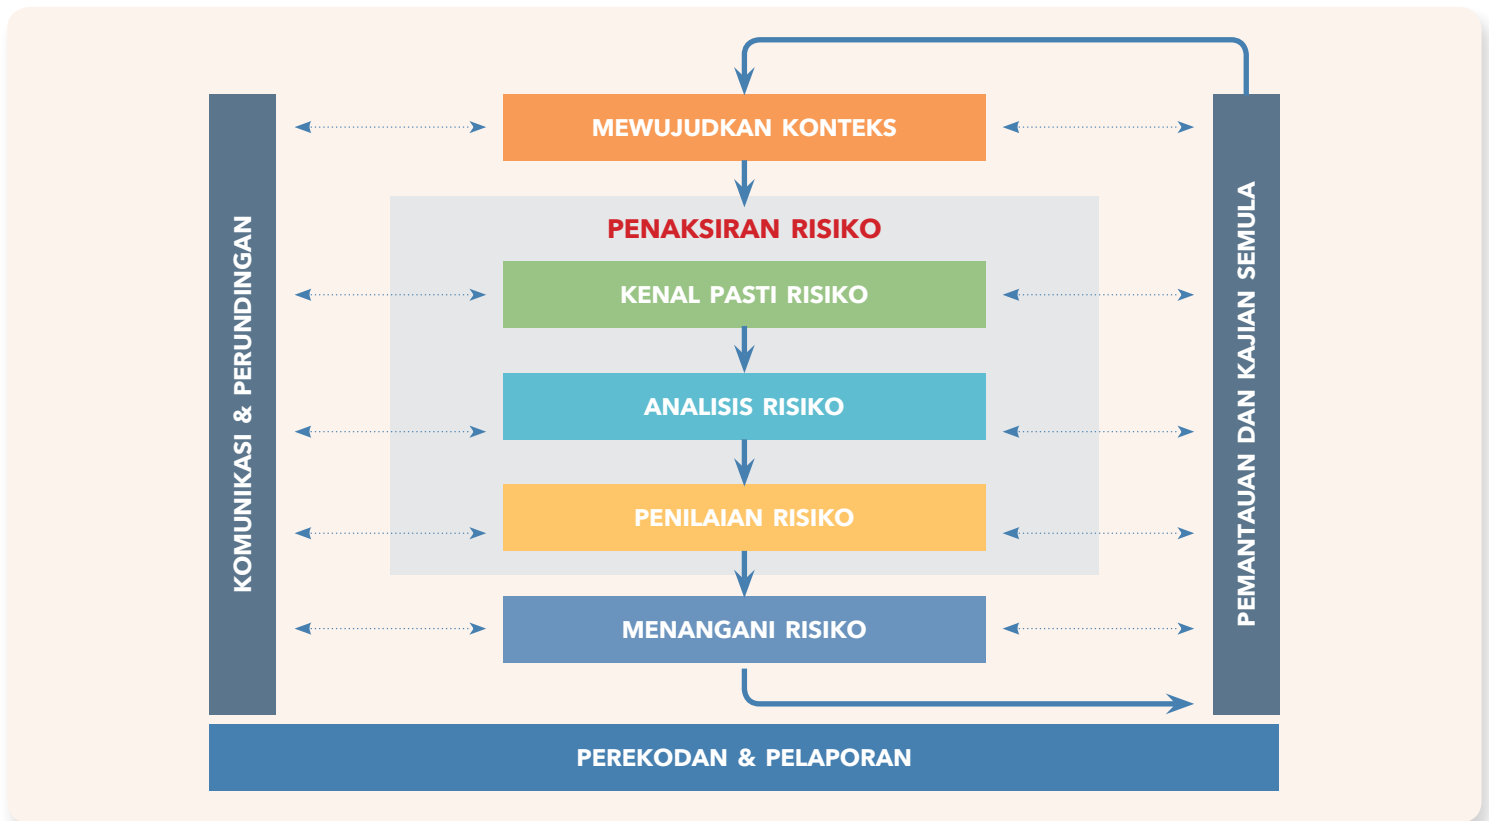 MEWUJUDKAN KONTEKS
KOMUNIKASI & PERUNDINGAN
PENAKSIRAN RISIKO
KENAL PASTI RISIKO
ANALISIS RISIKO
PENILAIAN RISIKO
MENANGANI RISIKO
PEMANTAUAN DAN KAJIAN SEMULA
PEREKODAN & PELAPORAN